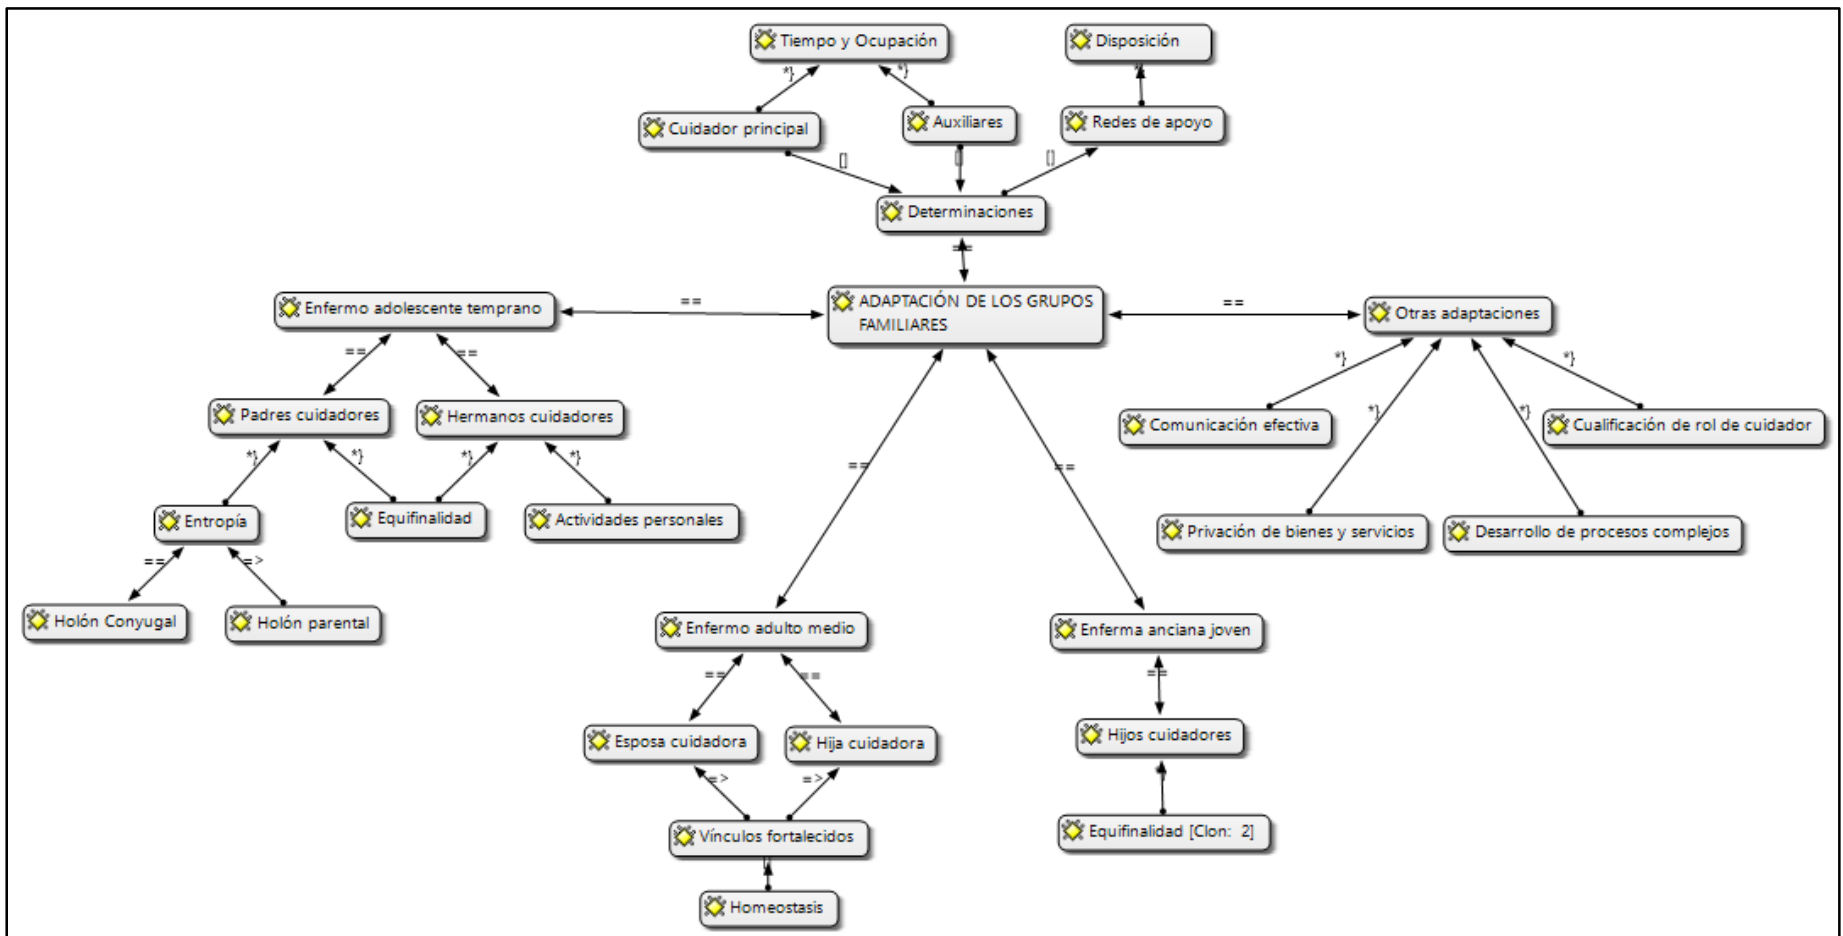 Tiempo y Ocupación
Disposición
*}
*}
*}
Cuidador principal
Auxiliares
Redes de apoyo
[]
[]
[]
Determinaciones
==
Enfermo adolescente temprano
==
ADAPTACIÓN DE LOS GRUPOS
FAMILIARES
==
Otras adaptaciones
==
==
*}
*}
Padres cuidadores
Hermanos cuidadores
*}
*}
Comunicación efectiva
Cualificación de rol de cuidador
*}
*}
*}
*}
==
==
Entropía
Equifinalidad
Actividades personales
Privación de bienes y servicios
Desarrollo de procesos complejos
==
=>
Holón Conyugal
Holón parental
Enfermo adulto medio
Enferma anciana joven
==
==
==
Esposa cuidadora
Hija cuidadora
Hijos cuidadores
=>
=>
*}
Vínculos fortalecidos
Equifinalidad [Clon: 2]
[]
Homeostasis